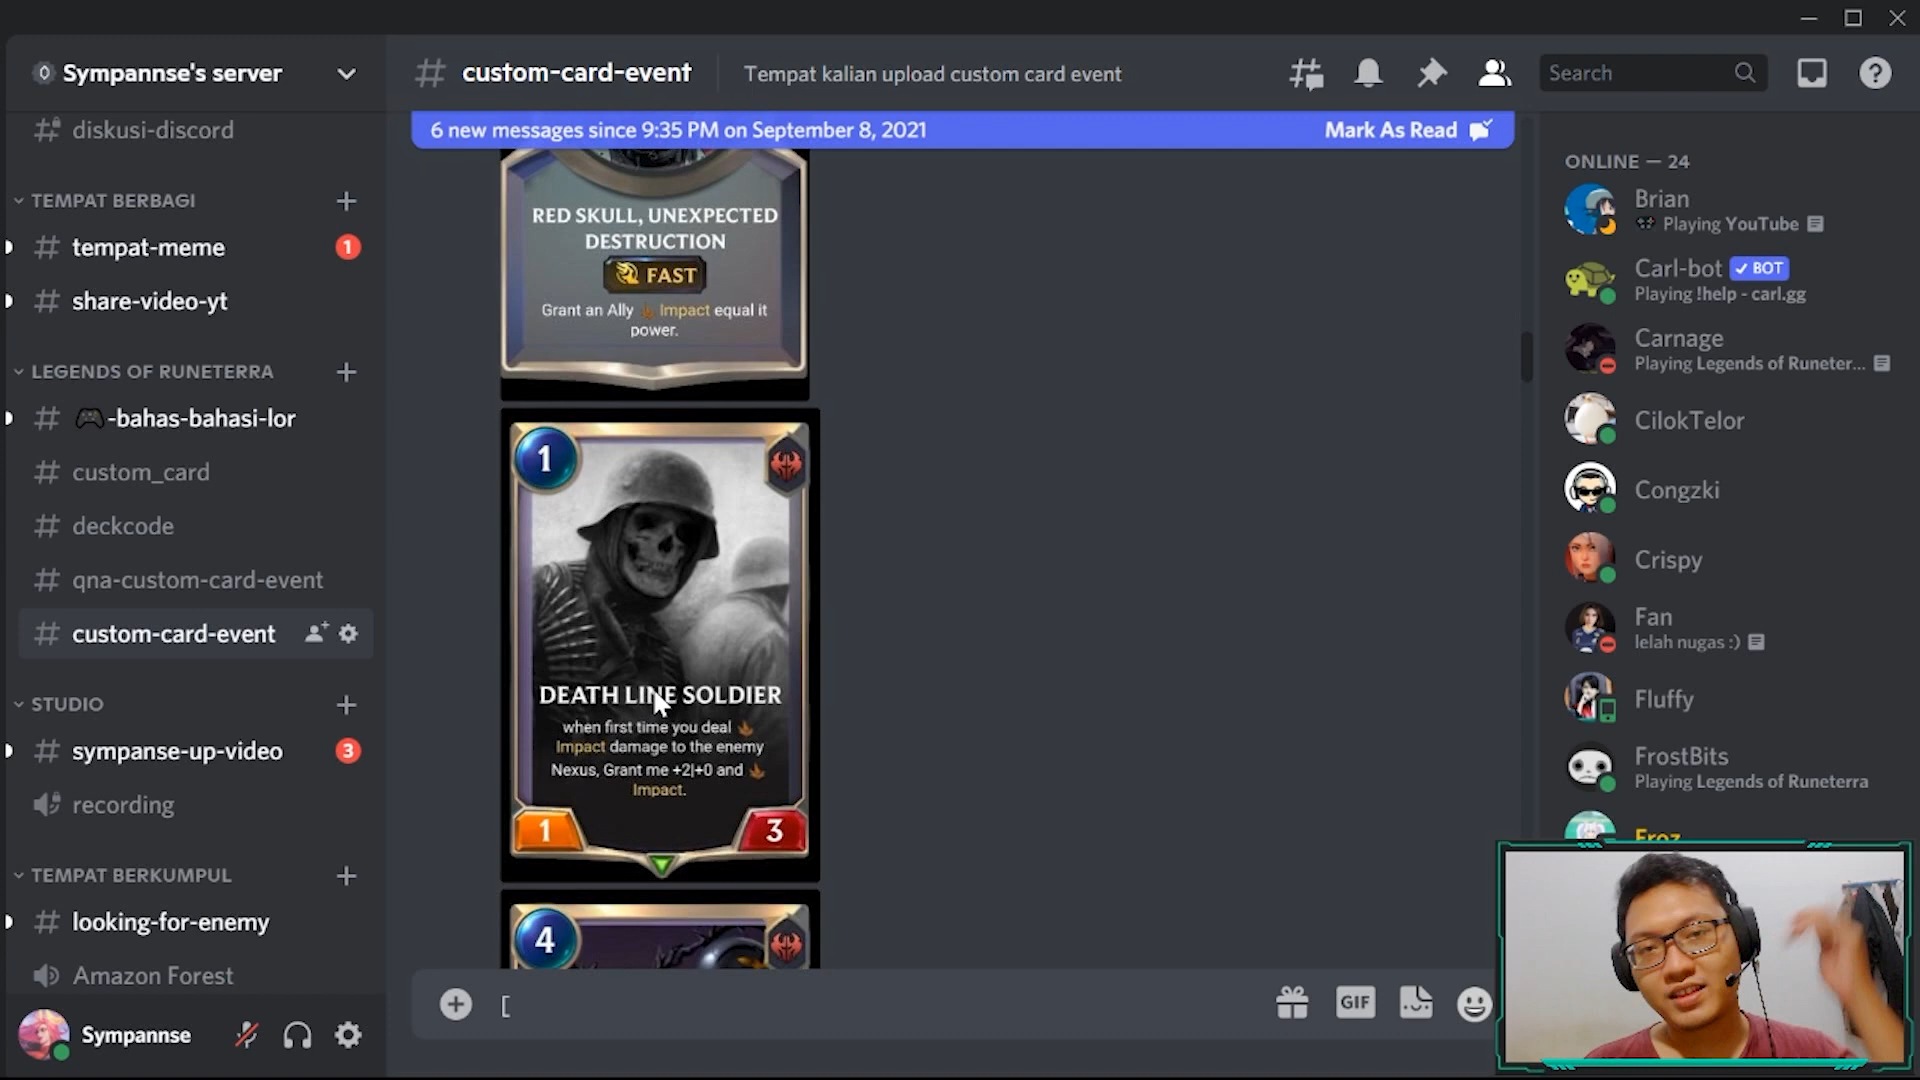 Sympannse's server
custom-card-event
Tempat kalian upload custom card event
Search
diskusi-discord
TEMPAT BERBAGI
tempat-meme
1
share-video-yt
LEGENDS OF RUNETERRA
-bahas-bahasi-lor
custom_card
deckcode
qna-custom-card-event
custom-card-event
STUDIO
sympanse-up-video
3
recording
TEMPAT BERKUMPUL
looking-for-enemy
Amazon Forest
Sympannse
6 new messages since 9:35 PM on September 8, 2021
Mark As Read
RED SKULL, UNEXPECTED
DESTRUCTION
FAST
Grant an Ally Impact equal it
power.
1
DEATH LINE SOLDIER
when first time you deal
Impact damage to the enemy
Nexus, Grant me +2|+0 and
Impact.
1
3
4
[
GIF
ONLINE — 24
Brian
Playing YouTube
Carl-bot BOT
Playing !help - carl.gg
Carnage
Playing Legends of Runeter...
CilokTelor
Congzki
Crispy
Fan
lelah nugas :)
Fluffy
FrostBits
Playing Legends of Runeterra
Froz